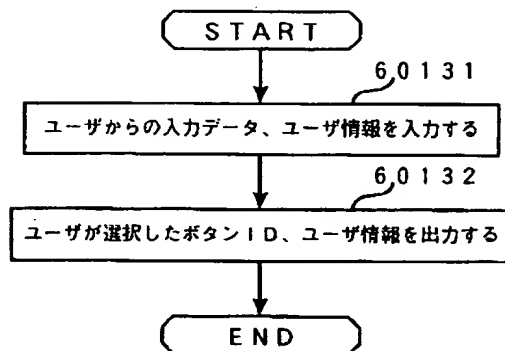 START
60131
ユーザからの入力データ、ユーザ情報を入力する
60132
ユーザが選択したボタンID、ユーザ情報を出力する
END